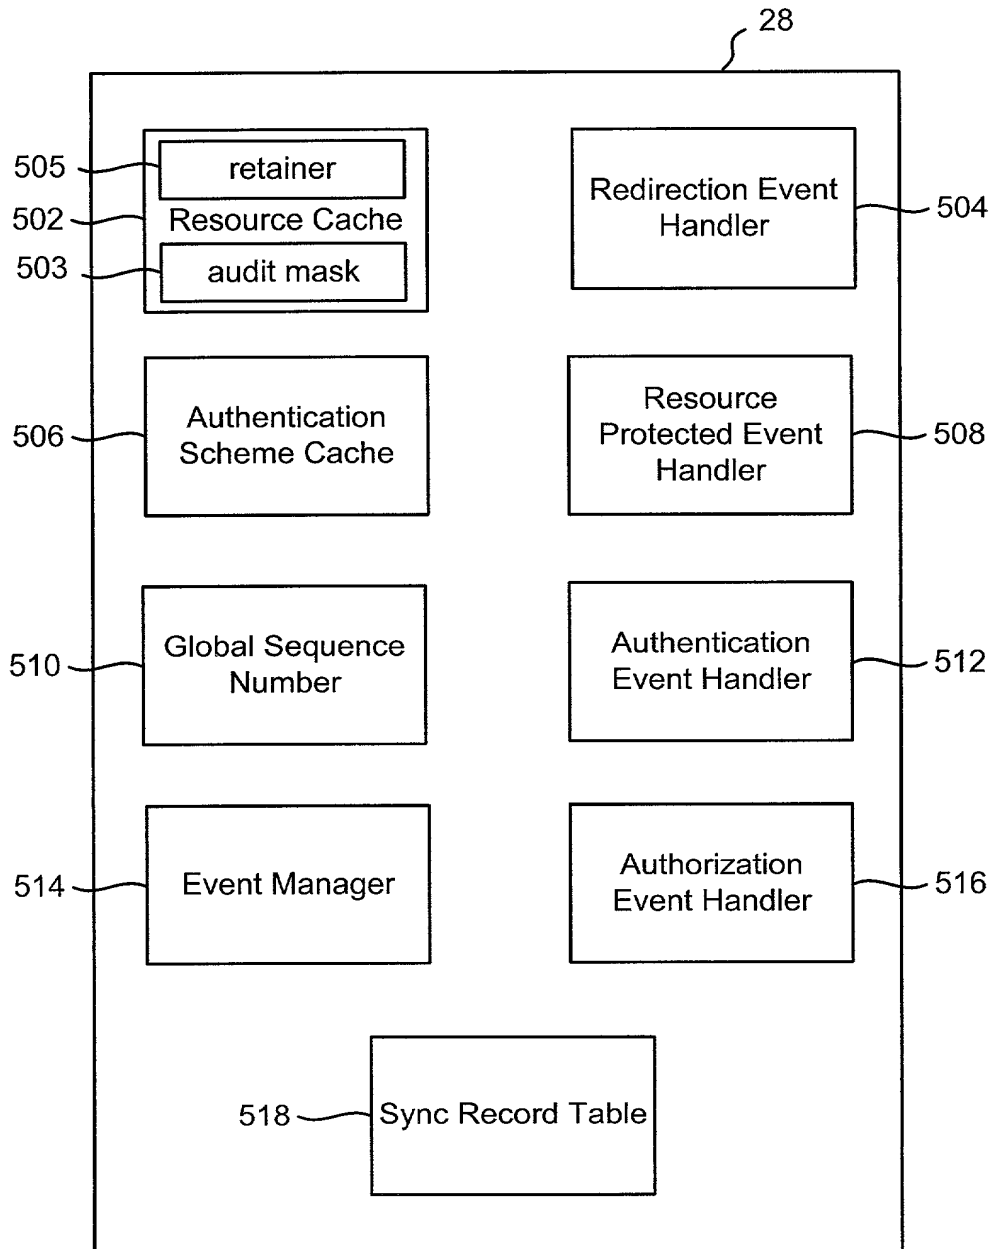 28
505
retainer
502
Resource Cache
503
audit mask
Redirection Event
Handler
504
506
Authentication
Scheme Cache
Resource
Protected Event
Handler
508
510
Global Sequence
Number
Authentication
Event Handler
512
514
Event Manager
Authorization
Event Handler
516
518
Sync Record Table